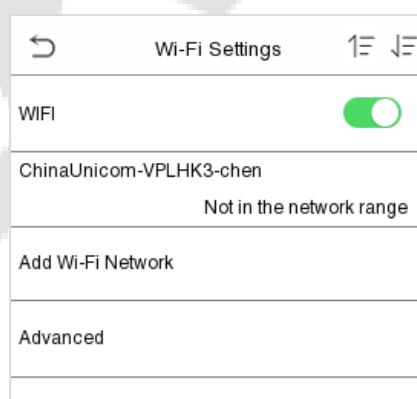 Wi-Fi Settings
WIFI
ChinaUnicom-VPLHK3-chen
Not in the network range
Add Wi-Fi Network
Advanced